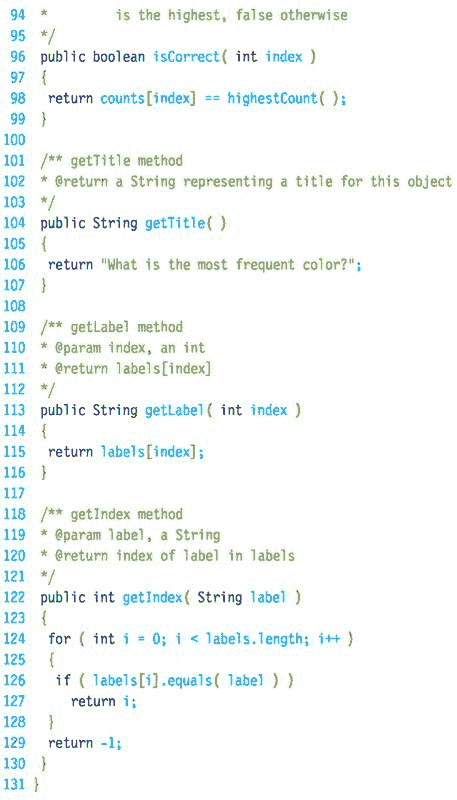 94 * is the highest, false otherwise
95 */
96 public boolean isCorrect( int index )
97 {
98 return counts[index] == highestCount( );
99 }
100
101 /** getTitle method
102 * @return a String representing a title for this object
103 */
104 public String getTitle( )
105 {
106 return "What is the most frequent color?";
107 }
108
109 /** getLabel method
110 * @param index, an int
111 * @return labels[index]
112 */
113 public String getLabel( int index )
114 {
115 return labels[index];
116 }
117
118 /** getIndex method
119 * @param label, a String
120 * @return index of label in labels
121 */
122 public int getIndex( String label )
123 {
124 for ( int i = 0; i < labels.length; i++ )
125 {
126 if ( labels[i].equals( label ) )
127 return i;
128 }
129 return -1;
130 }
131 }